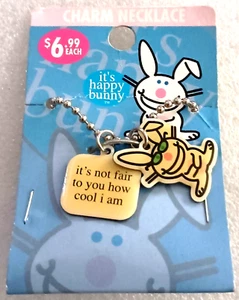 CHARM NECKLACE
$6.99
EACH
it's
happy
bunny
it's not fair
to you how
cool i am